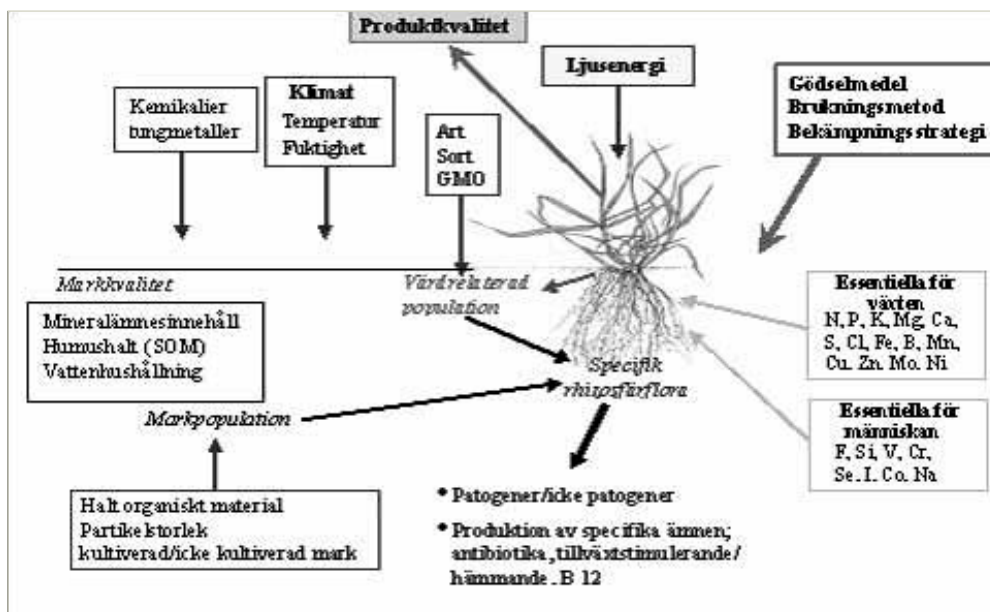 Produktkvalitet
Ljusenergi
Gödselmedel
Brukningsmetod
Bekämpningsstrategi
Kemikalier
tungmetaller
Klimat
Temperatur
Fuktighet
Art
Sort
GMO
Markkvalitet
Värdrelaterad
population
Mineralämnesinnehåll
Humushalt (SOM)
Vattenhushållning
Essentiella för
växten
N, P, K, Mg, Ca,
S, Cl, Fe, B, Mn,
Cu, Zn, Mo, Ni
Specifik
rhizosfärflora
Markpopulation
Essentiella för
människan
F, Si, V, Cr,
Se, I, Co, Na
Halt organiskt material
Partikelstorlek
kultiverad/icke kultiverad mark
• Patogener/icke patogener
• Produktion av specifika ämnen;
antibiotika, tillväxtstimulerande/
hämmande. B 12